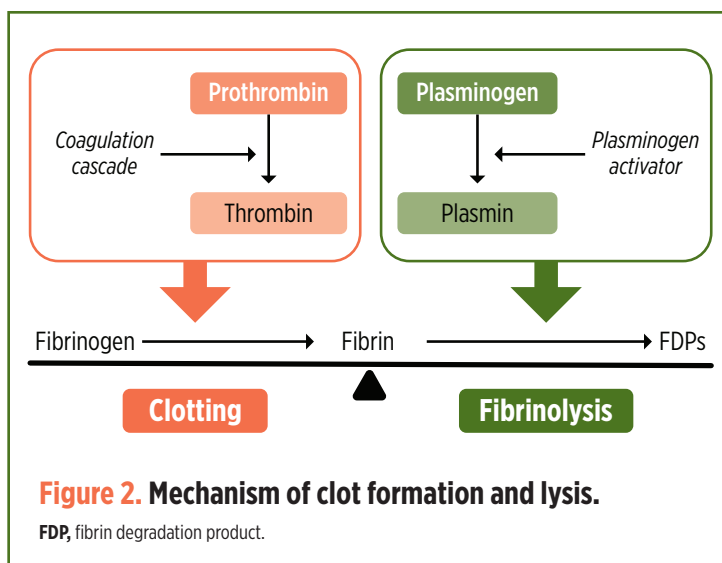 Prothrombin
Coagulation
cascade
Thrombin
Plasminogen
Plasminogen
activator
Plasmin
Fibrinogen
Fibrin
FDPs
Clotting
Fibrinolysis
Figure 2. Mechanism of clot formation and lysis.
FDP, fibrin degradation product.